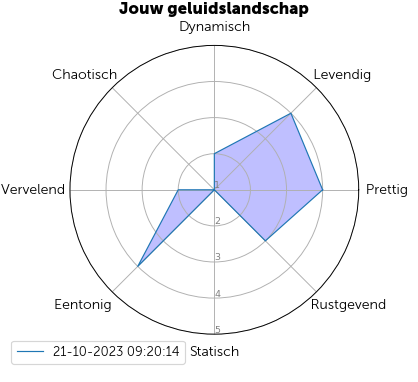 Jouw geluidslandschap
Dynamisch
Chaotisch
Levendig
Vervelend
1
Prettig
2
3
Eentonig
4
Rustgevend
5
21-10-2023 09:20:14
Statisch